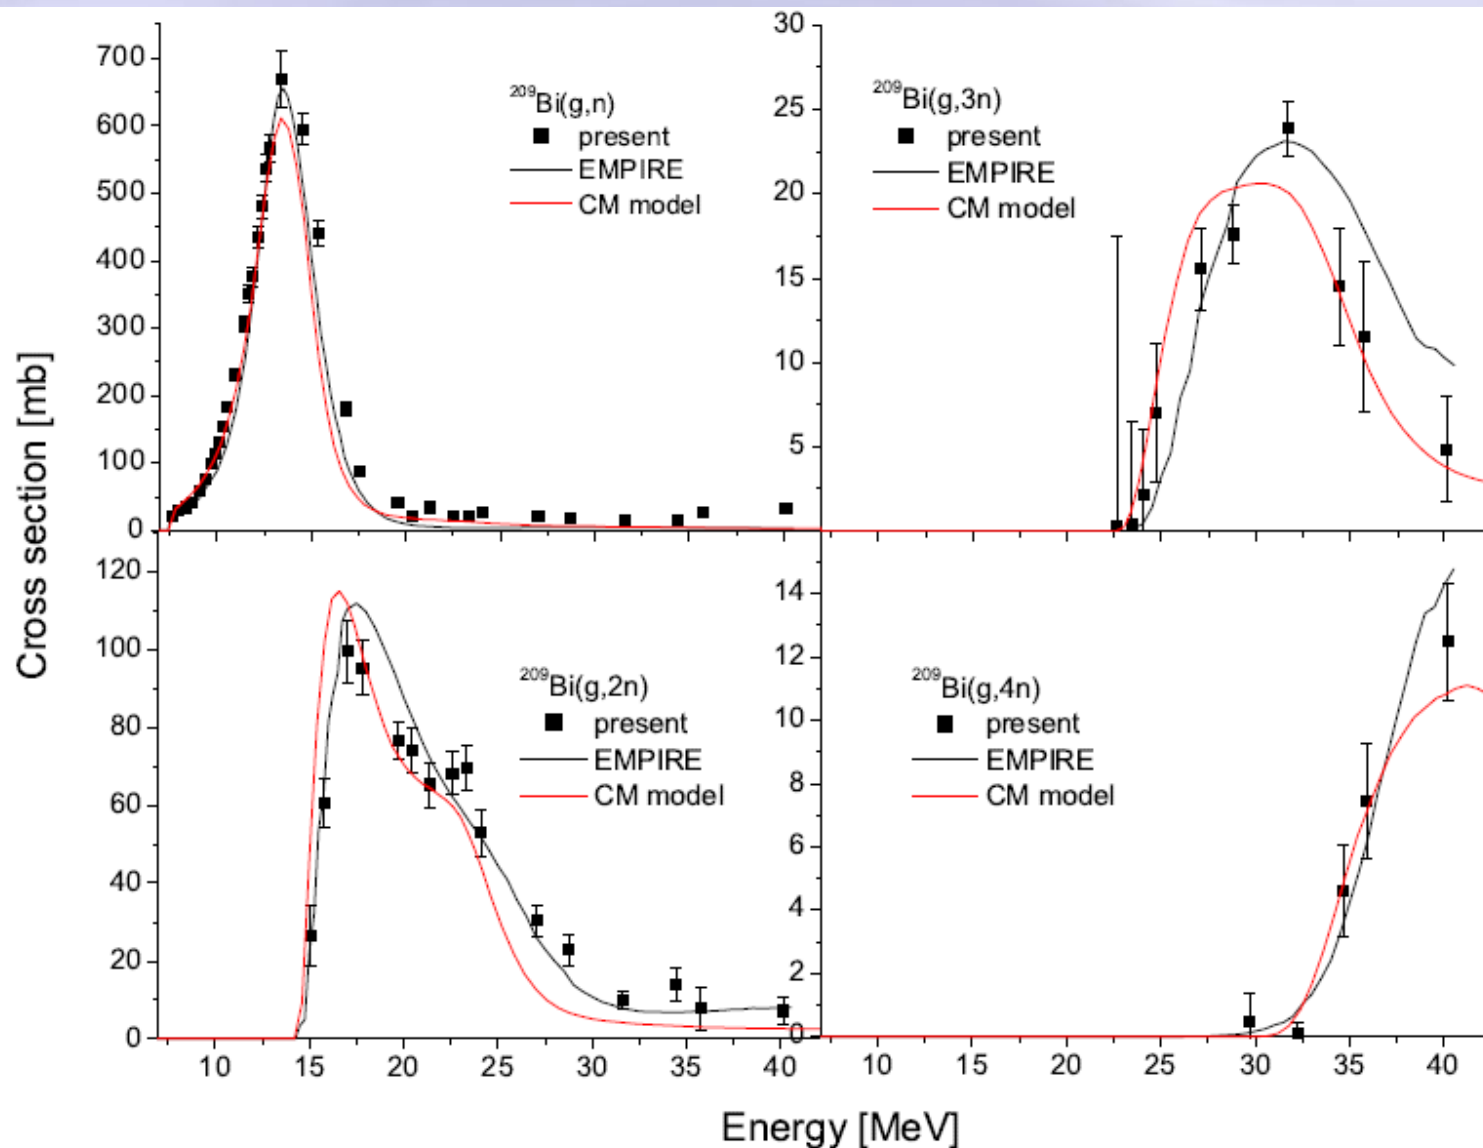 Cross section [mb]
700
600
500
400
300
200
100
0
²⁰⁹Bi(g,n)
present
EMPIRE
CM model
30
25
20
15
10
5
²⁰⁹Bi(g,3n)
present
EMPIRE
CM model
120
100
80
60
40
20
0
²⁰⁹Bi(g,2n)
present
EMPIRE
CM model
10 15 20 25 30 35 40
14
12
10
8
6
4
2
0
²⁰⁹Bi(g,4n)
present
EMPIRE
CM model
10 15 20 25 30 35 40
Energy [MeV]